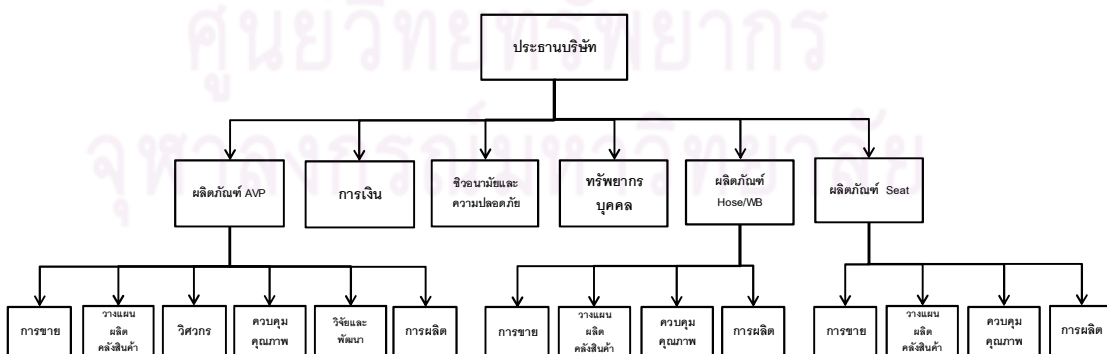 ศูนยวิทยทรัพยากร
ประธานบริษัท
จุฬาลงกรณ์มหาวิทยาลัย
ผลิตภัณฑ์ AVP
การเงิน
ชีวอนามัยและ
ความปลอดภัย
ทรัพยากร
บุคคล
ผลิตภัณฑ์
Hose/WB
ผลิตภัณฑ์ Seat
การขาย
วางแผน
ผลิต
คลังสินค้า
วิศวกร
ควบคุม
คุณภาพ
วิจัยและ
พัฒนา
การผลิต
การขาย
วางแผน
ผลิต
คลังสินค้า
ควบคุม
คุณภาพ
การผลิต
การขาย
วางแผน
ผลิต
คลังสินค้า
ควบคุม
คุณภาพ
การผลิต